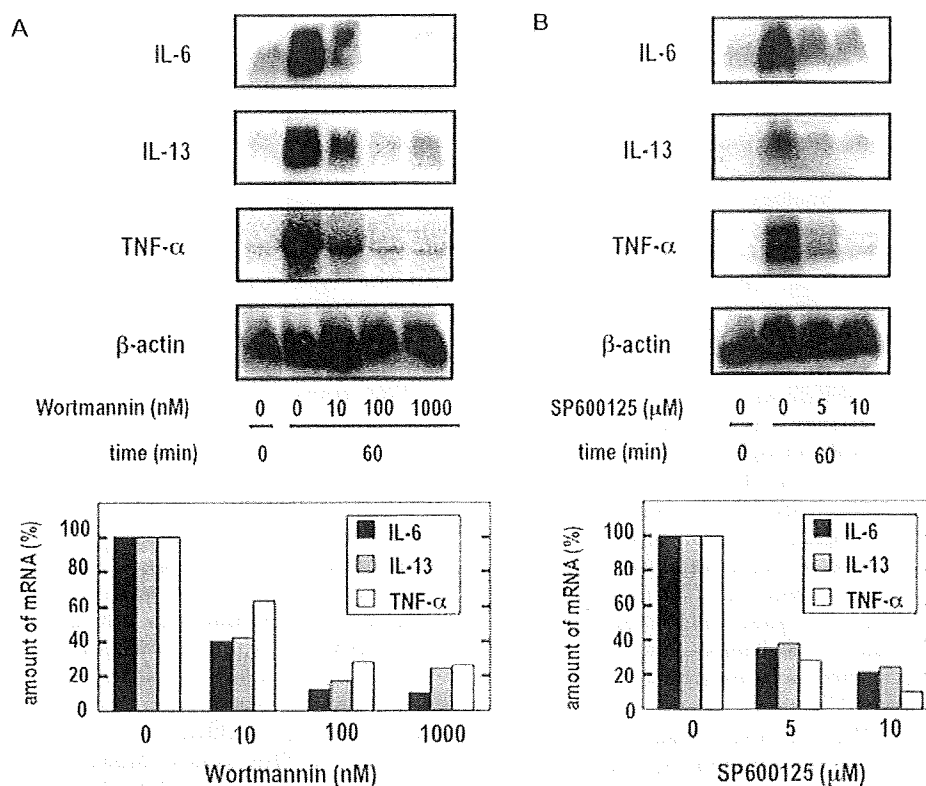 A
IL-6
IL-13
TNF-α
β-actin
Wortmannin (nM) 0 0 10 100 1000
time (min) 0 60
amount of mRNA (%)
100
80
60
40
20
0
IL-6
IL-13
TNF-α
0 10 100 1000
Wortmannin (nM)
B
IL-6
IL-13
TNF-α
β-actin
SP600125 (μM) 0 0 5 10
time (min) 0 60
amount of mRNA (%)
100
80
60
40
20
0
IL-6
IL-13
TNF-α
0 5 10
SP600125 (μM)